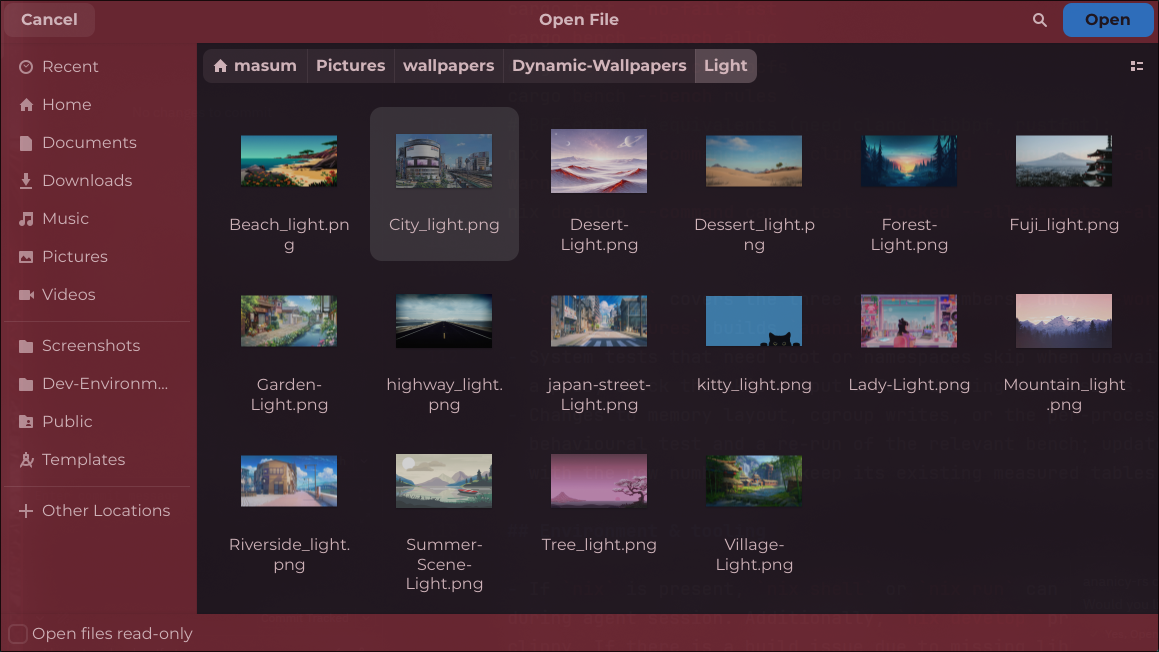 Cancel
Open File
Open
Recent
Home
Documents
Downloads
Music
Pictures
Videos
Screenshots
Dev-Environm...
Public
Templates
Other Locations
masum Pictures wallpapers Dynamic-Wallpapers Light
Beach_light.pn
g
City_light.png
Desert-
Light.png
Dessert_light.p
ng
Forest-
Light.png
Fuji_light.png
Garden-
Light.png
highway_light.
png
japan-street-
Light.png
kitty_light.png
Lady-Light.png
Mountain_light
.png
Riverside_light.
png
Summer-
Scene-
Light.png
Tree_light.png
Village-
Light.png
Open files read-only